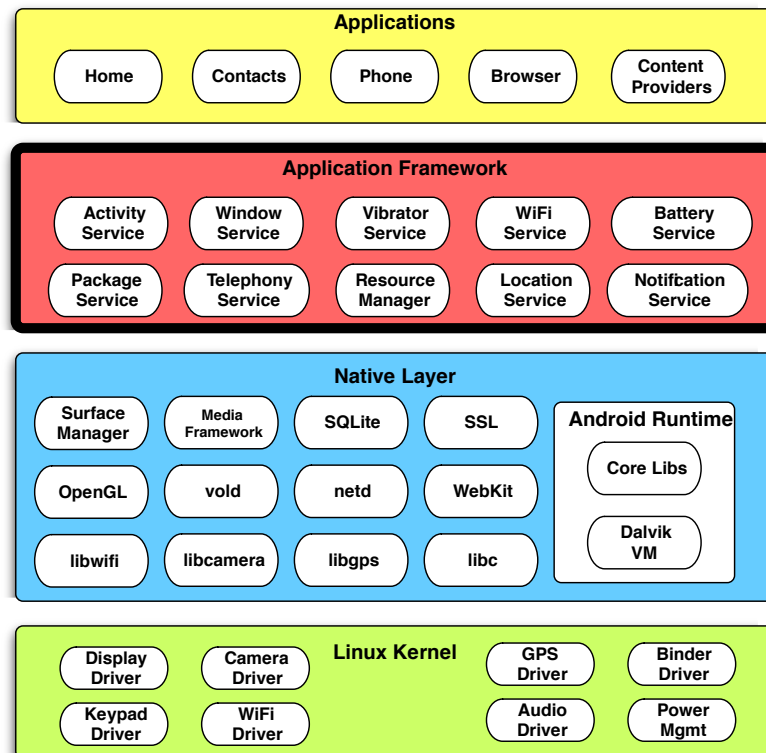 Applications
Home
Contacts
Phone
Browser
Content
Providers
Application Framework
Activity
Service
Window
Service
Vibrator
Service
WiFi
Service
Battery
Service
Package
Service
Telephony
Service
Resource
Manager
Location
Service
Notification
Service
Native Layer
Surface
Manager
Media
Framework
SQLite
SSL
OpenGL
vold
netd
WebKit
libwifi
libcamera
libgps
libc
Android Runtime
Core Libs
Dalvik
VM
Linux Kernel
Display
Driver
Camera
Driver
GPS
Driver
Binder
Driver
Keypad
Driver
WiFi
Driver
Audio
Driver
Power
Mgmt